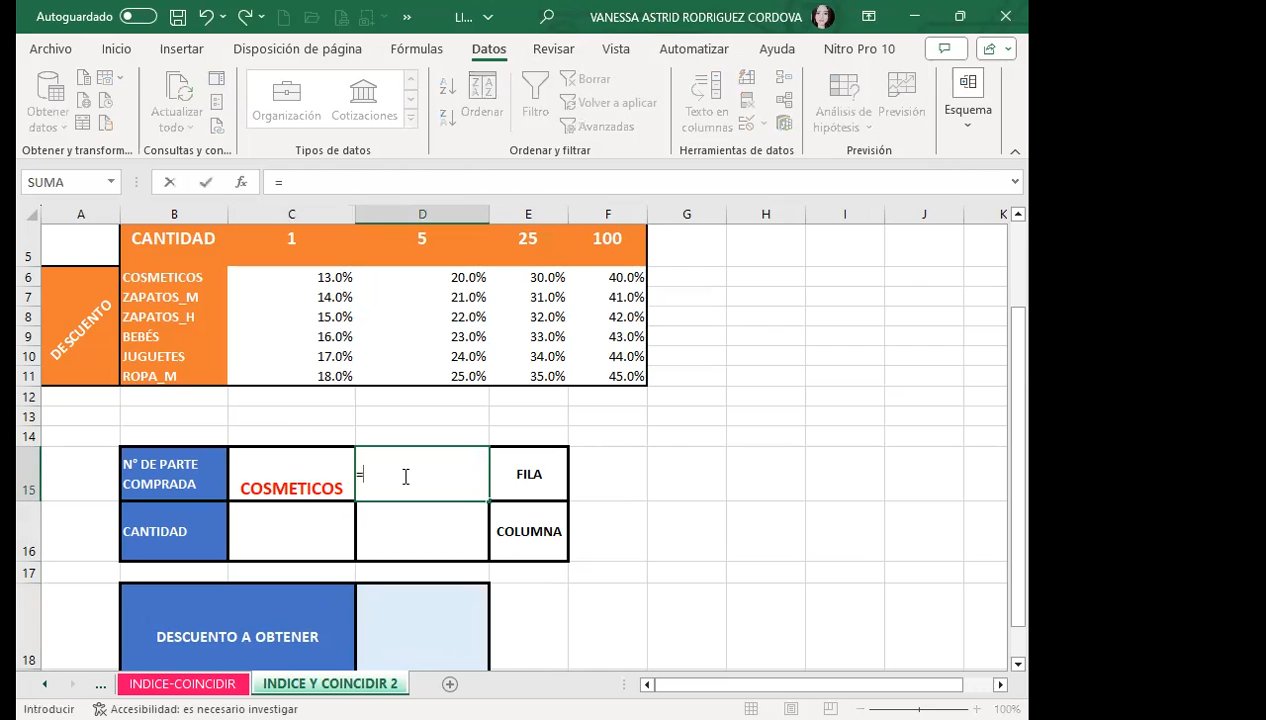 Autoguardado
LI...
VANESSA ASTRID RODRIGUEZ CORDOVA
Archivo Inicio Insertar Disposición de página Fórmulas Datos Revisar Vista Automatizar Ayuda Nitro Pro 10
Obtener datos
Actualizar todo
Organización
Cotizaciones
Ordenar
Filtro
Borrar
Volver a aplicar
Avanzadas
Texto en columnas
Análisis de hipótesis
Previsión
Esquema
Obtener y transform... Consultas y con... Tipos de datos Ordenar y filtrar Herramientas de datos Previsión
SUMA fx =
A B C D E F G H I J K
5 CANTIDAD 1 5 25 100
DESCUENTO
6 COSMETICOS 13.0% 20.0% 30.0% 40.0%
7 ZAPATOS_M 14.0% 21.0% 31.0% 41.0%
8 ZAPATOS_H 15.0% 22.0% 32.0% 42.0%
9 BEBÉS 16.0% 23.0% 33.0% 43.0%
10 JUGUETES 17.0% 24.0% 34.0% 44.0%
11 ROPA_M 18.0% 25.0% 35.0% 45.0%
12
13
14
15 N° DE PARTE COMPRADA COSMETICOS = FILA
16 CANTIDAD COLUMNA
17
18 DESCUENTO A OBTENER
... INDICE-COINCIDIR INDICE Y COINCIDIR 2
Introducir Accesibilidad: es necesario investigar 100%